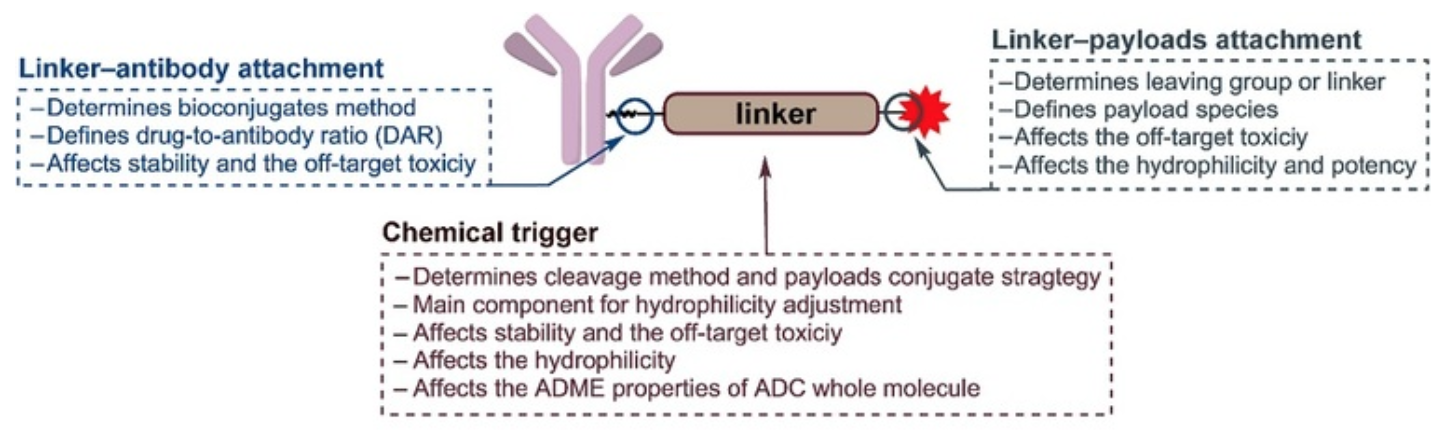 Linker–antibody attachment
–Determines bioconjugates method
–Defines drug-to-antibody ratio (DAR)
–Affects stability and the off-target toxiciy
linker
Linker–payloads attachment
–Determines leaving group or linker
–Defines payload species
–Affects the off-target toxiciy
–Affects the hydrophilicity and potency
Chemical trigger
–Determines cleavage method and payloads conjugate stragtegy
–Main component for hydrophilicity adjustment
–Affects stability and the off-target toxiciy
–Affects the hydrophilicity
–Affects the ADME properties of ADC whole molecule